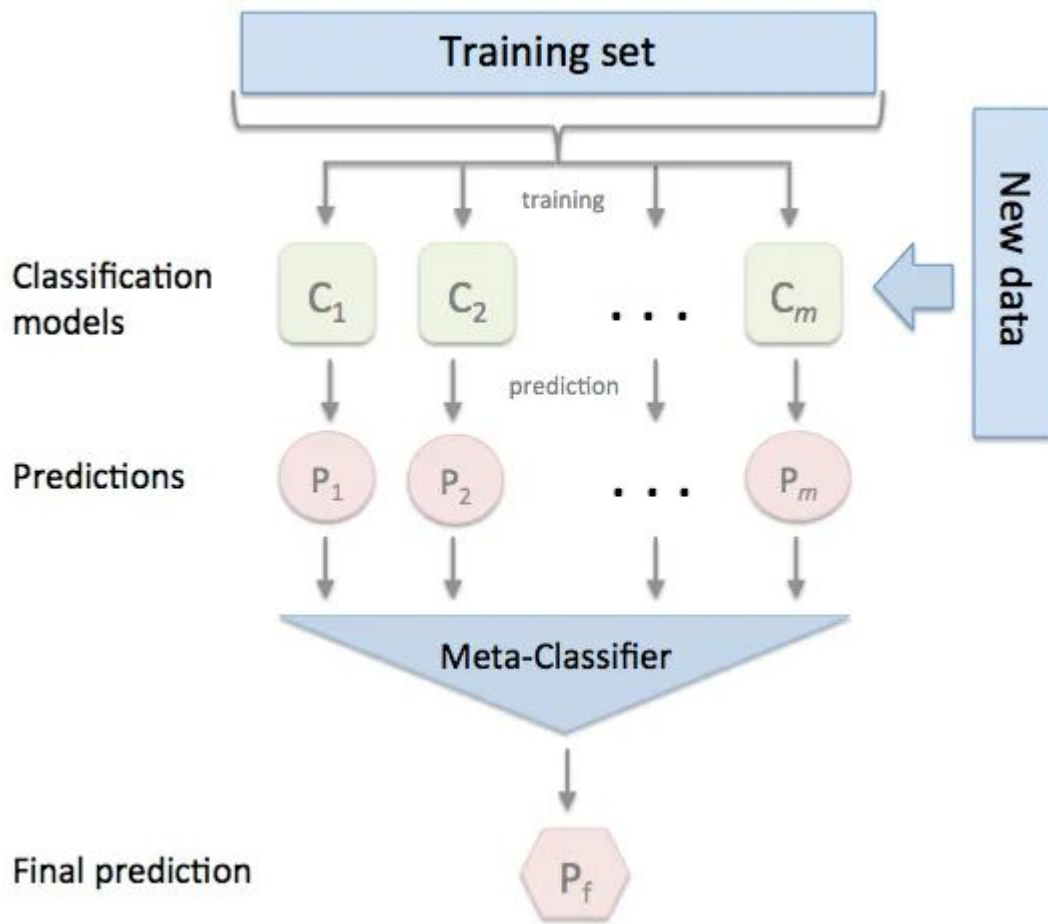 Training set
training
New data
Classification
models
C1
C2
. . .
Cm
prediction
Predictions
P1
P2
. . .
Pm
Meta-Classifier
Final prediction
Pf